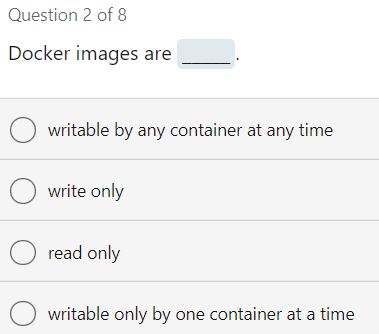 Question 2 of 8
Docker images are _____.
writable by any container at any time
write only
read only
writable only by one container at a time